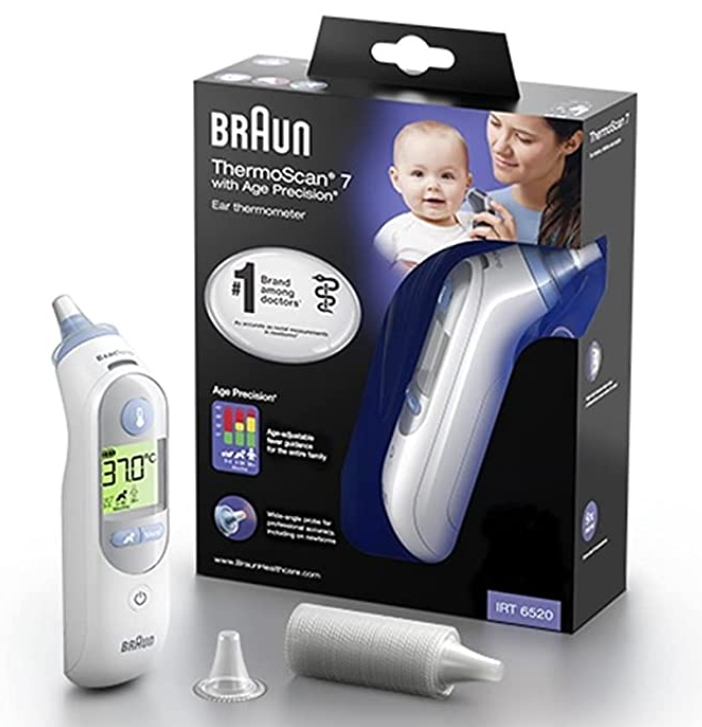 BRAUN
ThermoScan® 7
with Age Precision®
Ear thermometer
#1
Brand
among
doctors*
Age Precision®
Age-adjustable
fever guidance
for the entire family
Wide-angle probe for
professional accuracy,
including on newborns
www.BraunHealthcare.com
IRT 6520
ThermoScan 7
ExacTemp
37.0°C
BRAUN